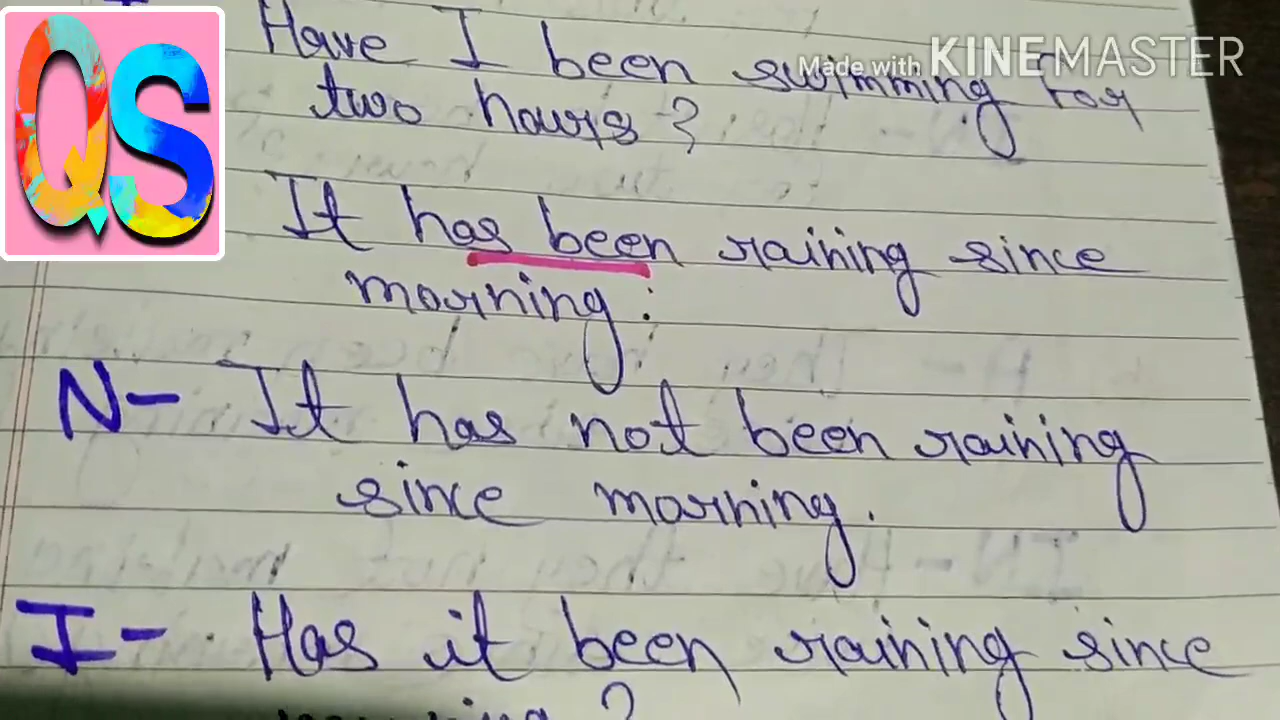 QS
Made with KINEMASTER
Have I been swimming for
two hours?
It has been raining since
morning.
N- It has not been raining
since morning.
I- Has it been raining since
morning?